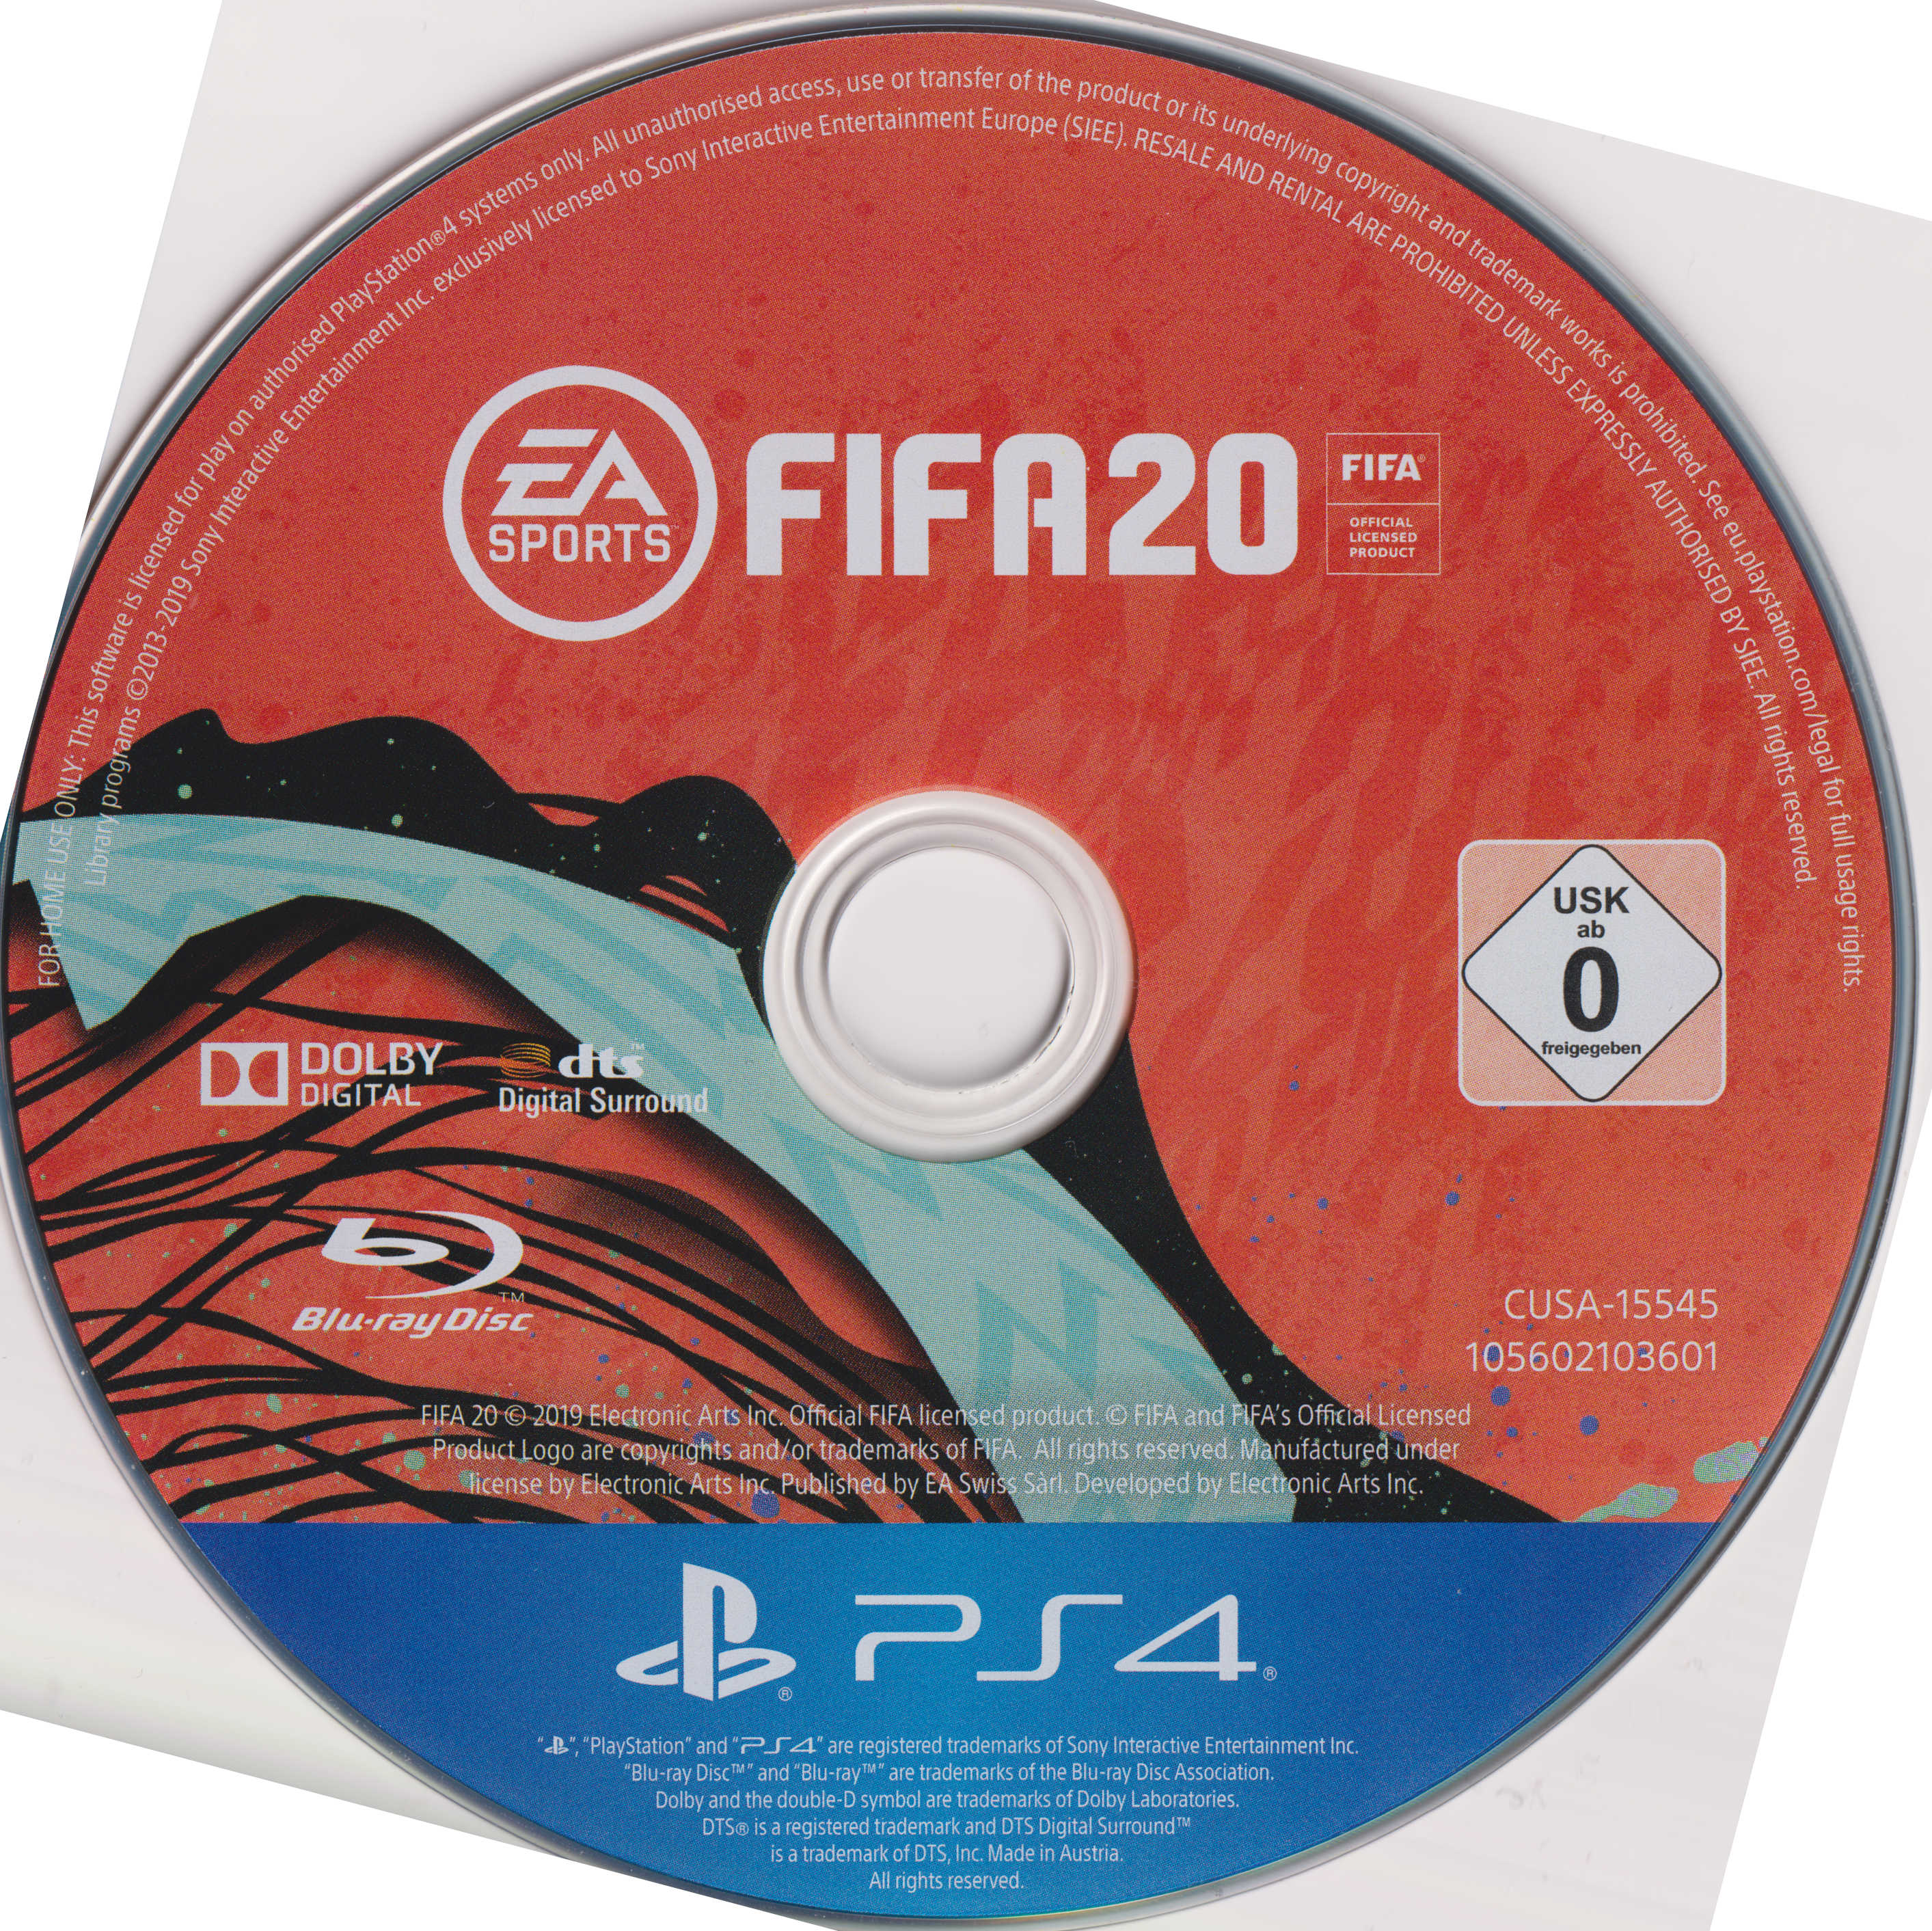 FOR HOME USE ONLY: This software is licensed for play on authorised PlayStation®4 systems only. All unauthorised access, use or transfer of the product or its underlying copyright and trademark works is prohibited. See eu.playstation.com/legal for full usage rights.
Library programs ©2013-2019 Sony Interactive Entertainment Inc. exclusively licensed to Sony Interactive Entertainment Europe (SIEE). RESALE AND RENTAL ARE PROHIBITED UNLESS EXPRESSLY AUTHORISED BY SIEE. All rights reserved.
EA
SPORTS™
FIFA 20
FIFA®
OFFICIAL
LICENSED
PRODUCT
USK
ab
0
freigegeben
DOLBY
DIGITAL
dts™
Digital Surround
Blu-ray Disc™
CUSA-15545
105602103601
FIFA 20 © 2019 Electronic Arts Inc. Official FIFA licensed product. © FIFA and FIFA's Official Licensed
Product Logo are copyrights and/or trademarks of FIFA. All rights reserved. Manufactured under
license by Electronic Arts Inc. Published by EA Swiss Sàrl. Developed by Electronic Arts Inc.
PS4®
“ ”, “PlayStation” and “PS4” are registered trademarks of Sony Interactive Entertainment Inc.
“Blu-ray Disc™” and “Blu-ray™” are trademarks of the Blu-ray Disc Association.
Dolby and the double-D symbol are trademarks of Dolby Laboratories.
DTS® is a registered trademark and DTS Digital Surround™
is a trademark of DTS, Inc. Made in Austria.
All rights reserved.